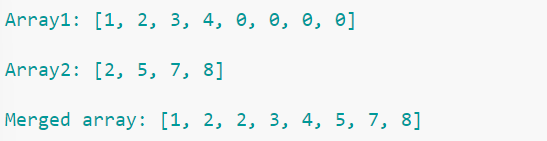 Array1: [1, 2, 3, 4, 0, 0, 0, 0]
Array2: [2, 5, 7, 8]
Merged array: [1, 2, 2, 3, 4, 5, 7, 8]